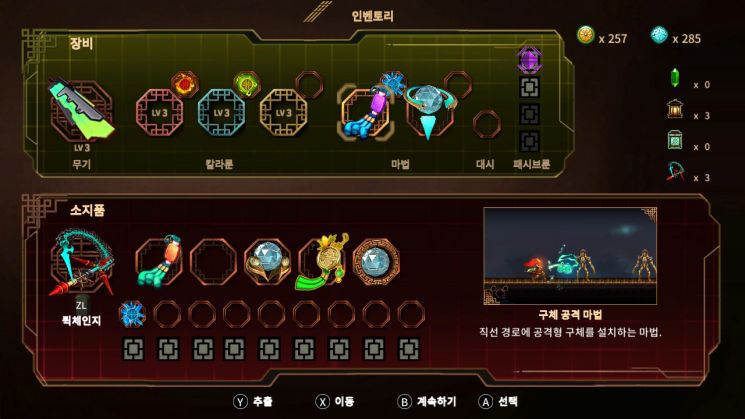 인벤토리
장비
x 257
x 285
LV 3
LV 3
LV 3
LV 3
무기
칼라룬
마법
대시
패시브룬
x 0
x 3
x 0
x 3
소지품
ZL
퀵체인지
구체 공격 마법
직선 경로에 공격형 구체를 설치하는 마법.
Y 추출
X 이동
B 계속하기
A 선택